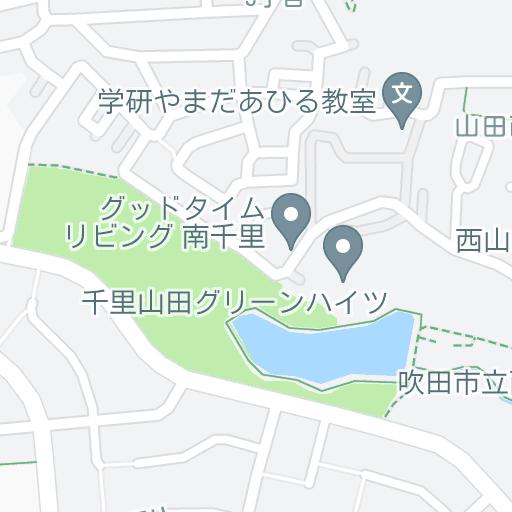 学研やまだあひる教室
文
山田
グッドタイム
リビング 南千里
西山
千里山田グリーンハイツ
吹田市立